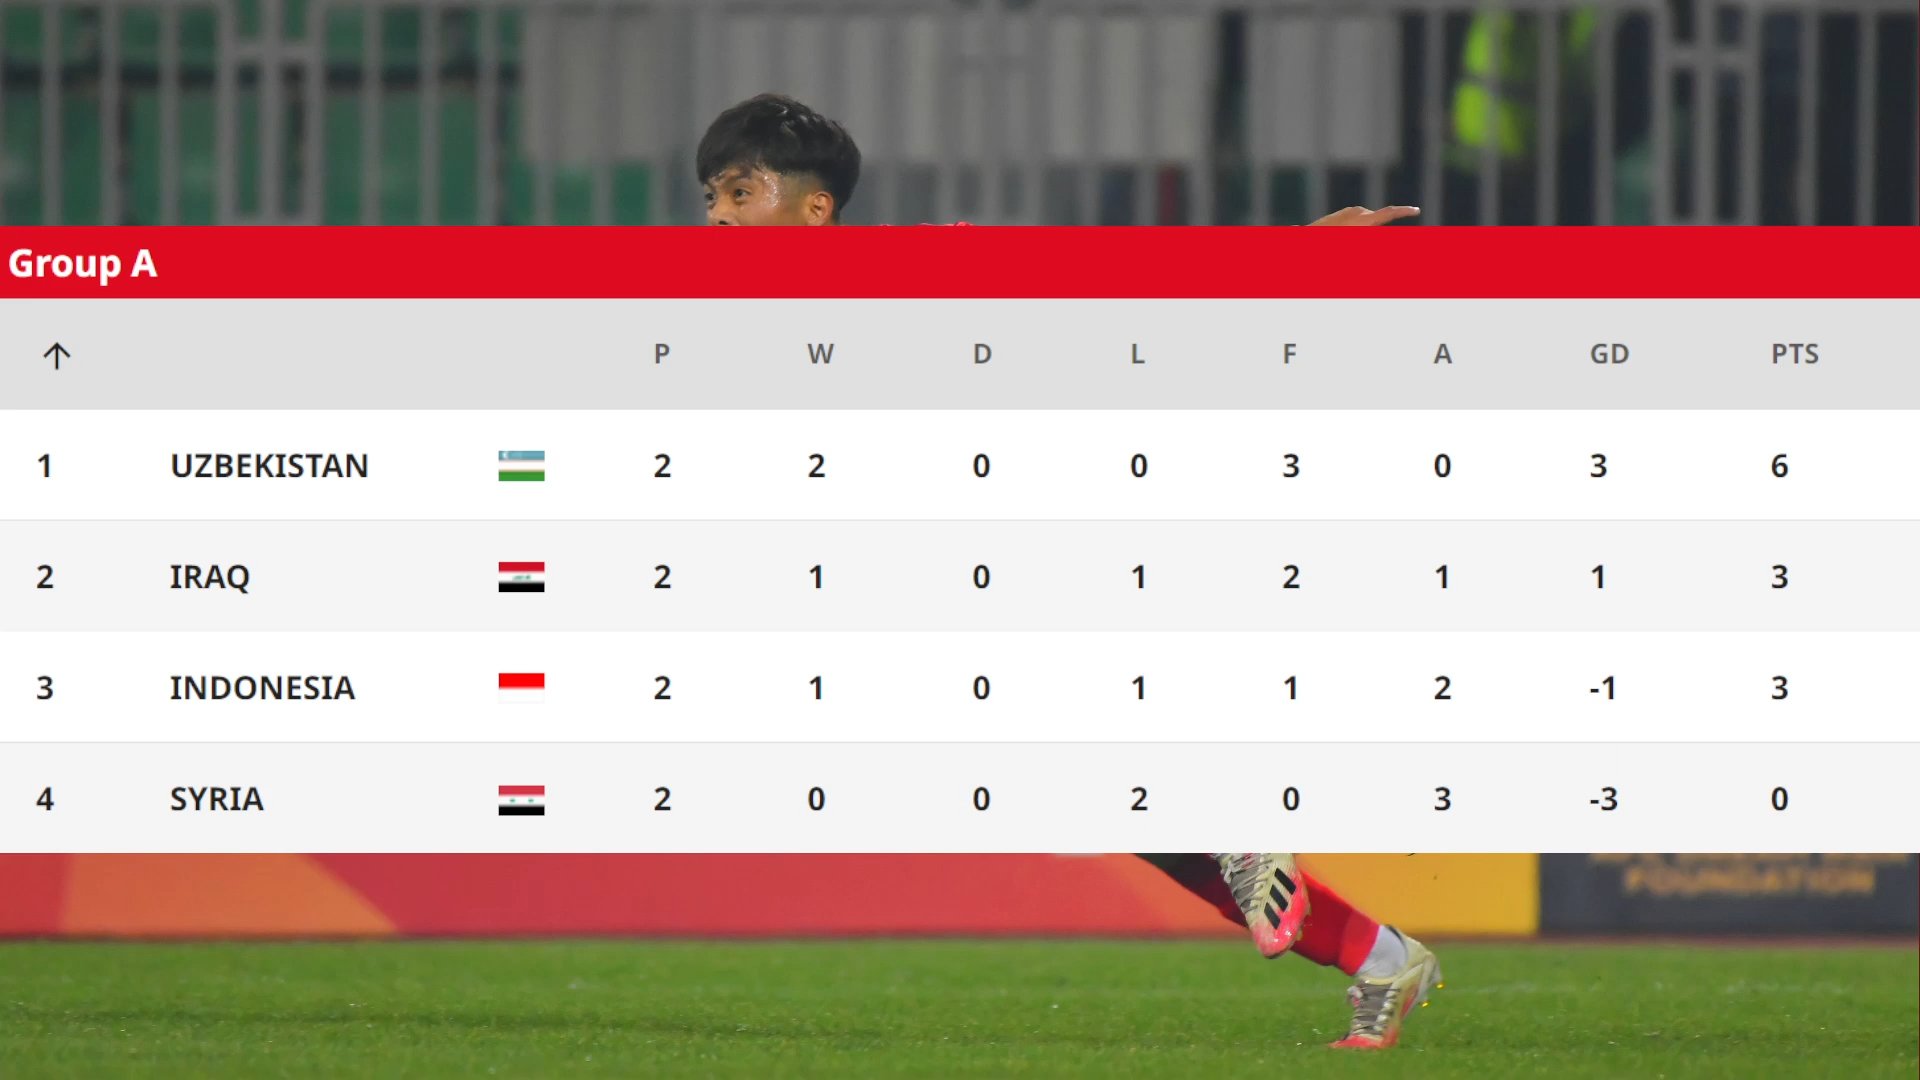 Group A
↑ P W D L F A GD PTS
1 UZBEKISTAN 2 2 0 0 3 0 3 6
2 IRAQ 2 1 0 1 2 1 1 3
3 INDONESIA 2 1 0 1 1 2 -1 3
4 SYRIA 2 0 0 2 0 3 -3 0
FOUNDATION